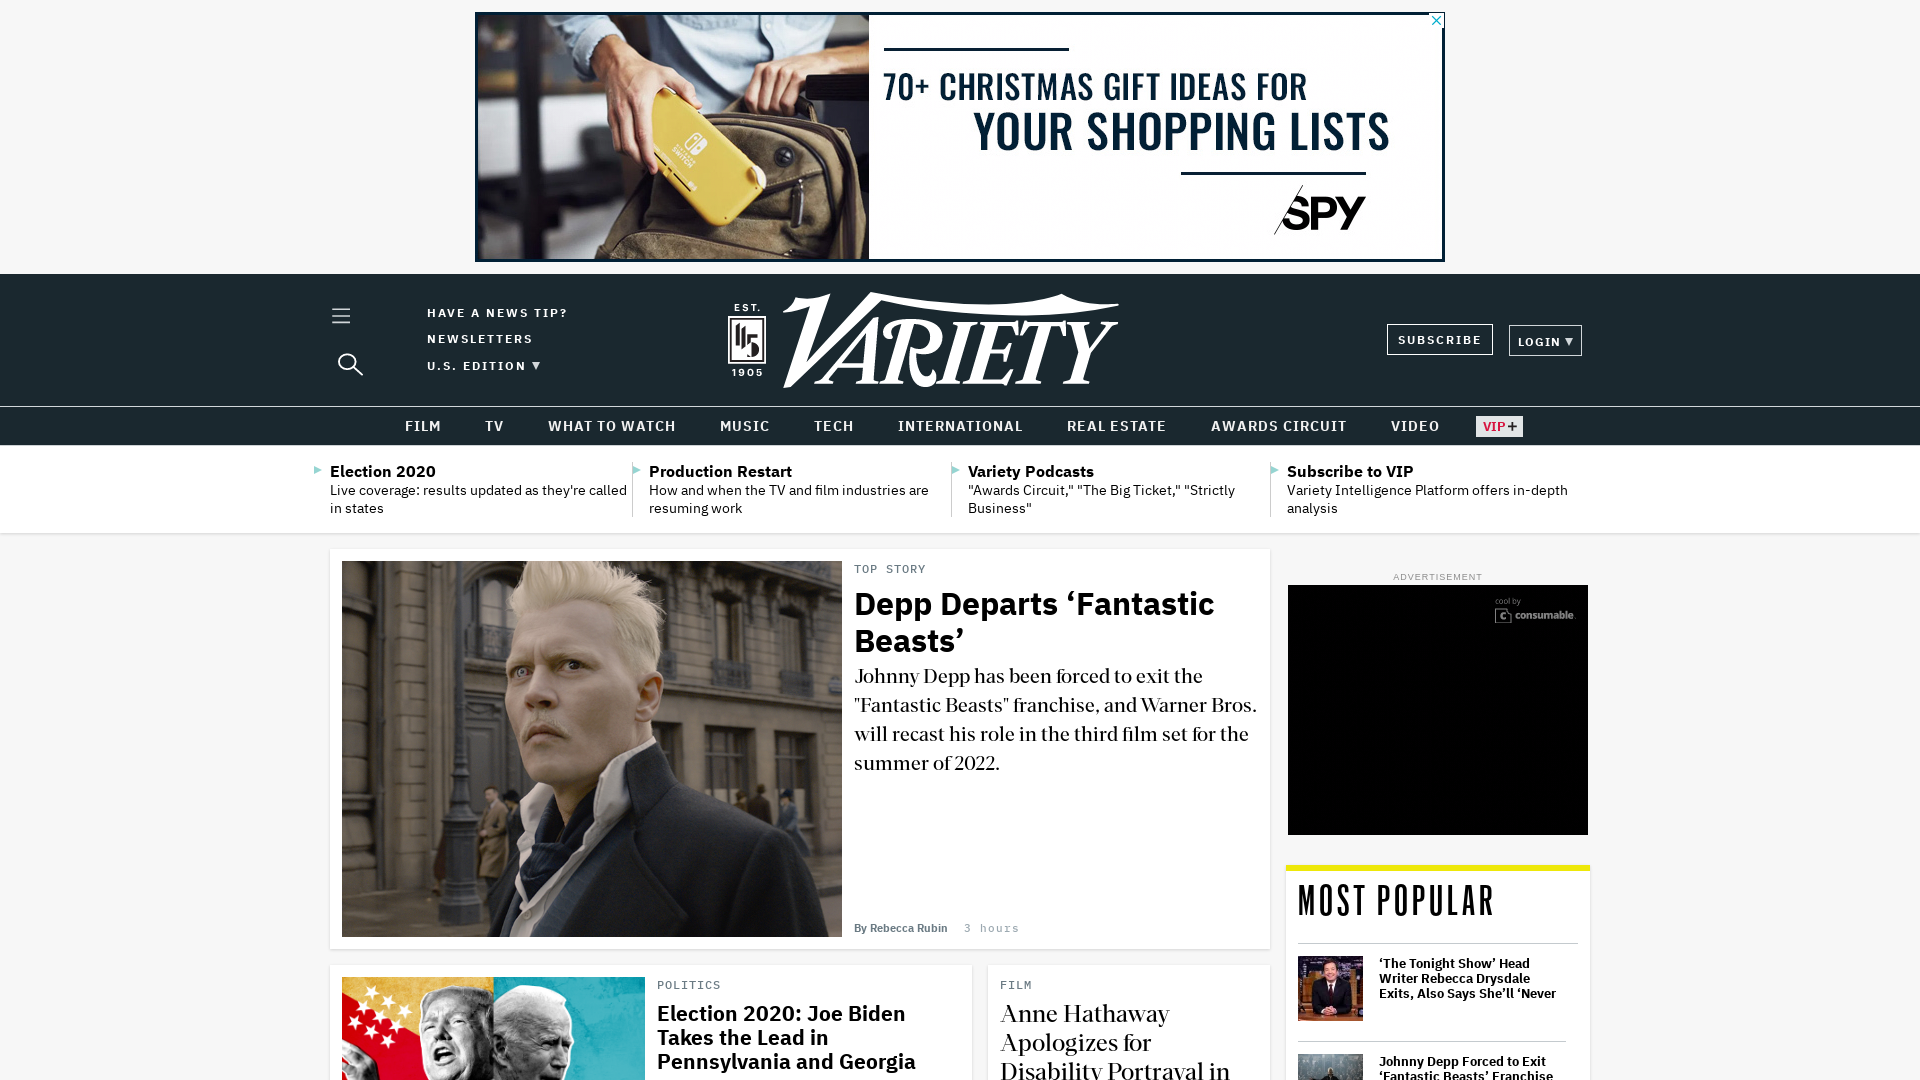 70+ CHRISTMAS GIFT IDEAS FOR
YOUR SHOPPING LISTS
SPY
HAVE A NEWS TIP?
NEWSLETTERS
U.S. EDITION ▼
EST.
115
1905
VARIETY
SUBSCRIBE
LOGIN ▼
FILM
TV
WHAT TO WATCH
MUSIC
TECH
INTERNATIONAL
REAL ESTATE
AWARDS CIRCUIT
VIDEO
VIP+
Election 2020
Live coverage: results updated as they're called
in states
Production Restart
How and when the TV and film industries are
resuming work
Variety Podcasts
"Awards Circuit," "The Big Ticket," "Strictly
Business"
Subscribe to VIP
Variety Intelligence Platform offers in-depth
analysis
TOP STORY
Depp Departs ‘Fantastic
Beasts’
Johnny Depp has been forced to exit the
"Fantastic Beasts" franchise, and Warner Bros.
will recast his role in the third film set for the
summer of 2022.
By Rebecca Rubin
3 hours
ADVERTISEMENT
cool by
consumable
MOST POPULAR
‘The Tonight Show’ Head
Writer Rebecca Drysdale
Exits, Also Says She’ll ‘Never
Johnny Depp Forced to Exit
‘Fantastic Beasts’ Franchise
POLITICS
Election 2020: Joe Biden
Takes the Lead in
Pennsylvania and Georgia
FILM
Anne Hathaway
Apologizes for
Disability Portrayal in